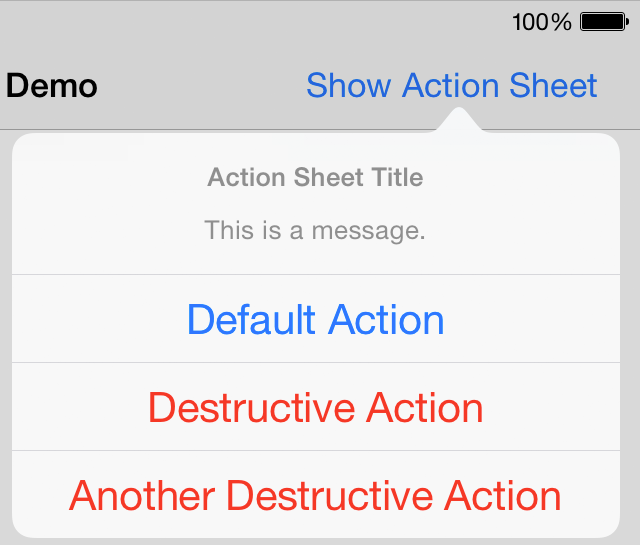 100%
Demo Show Action Sheet
Action Sheet Title
This is a message.
Default Action
Destructive Action
Another Destructive Action